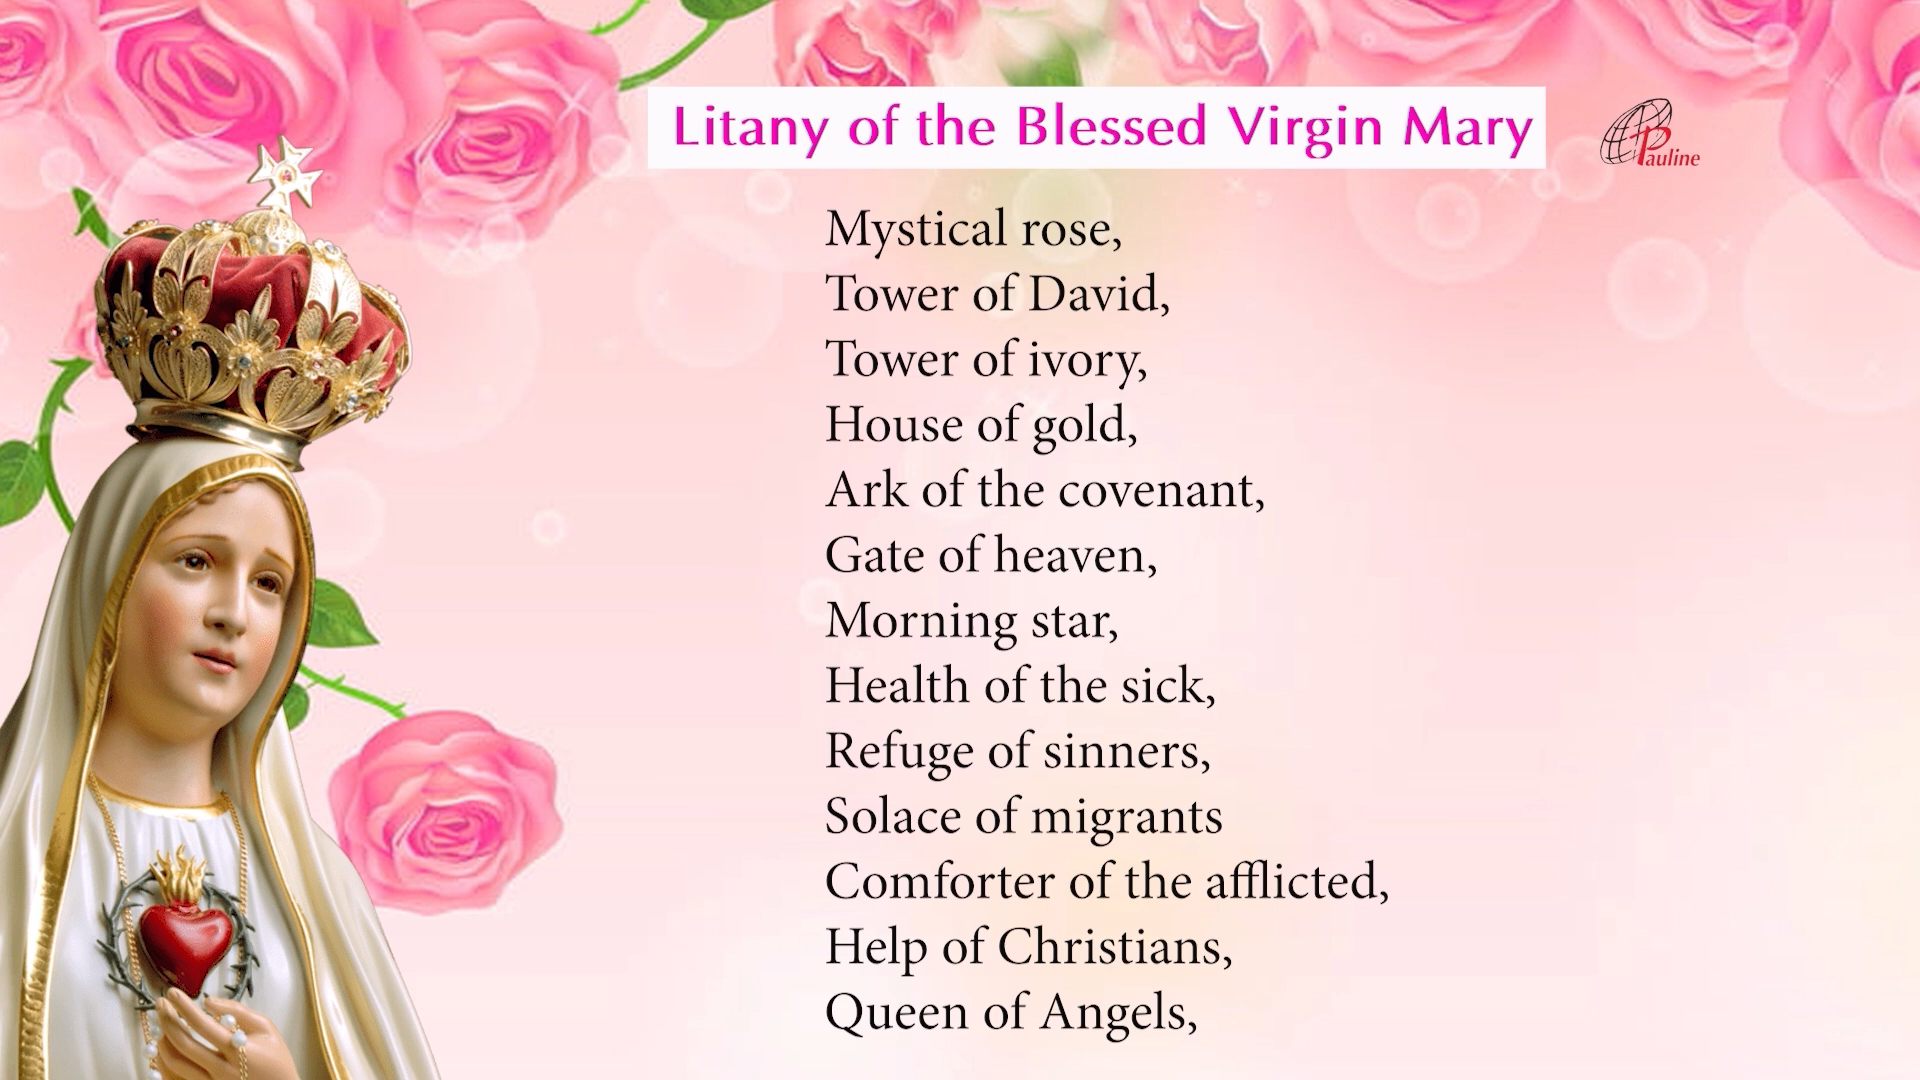 Litany of the Blessed Virgin Mary
Pauline
Mystical rose,
Tower of David,
Tower of ivory,
House of gold,
Ark of the covenant,
Gate of heaven,
Morning star,
Health of the sick,
Refuge of sinners,
Solace of migrants
Comforter of the afflicted,
Help of Christians,
Queen of Angels,